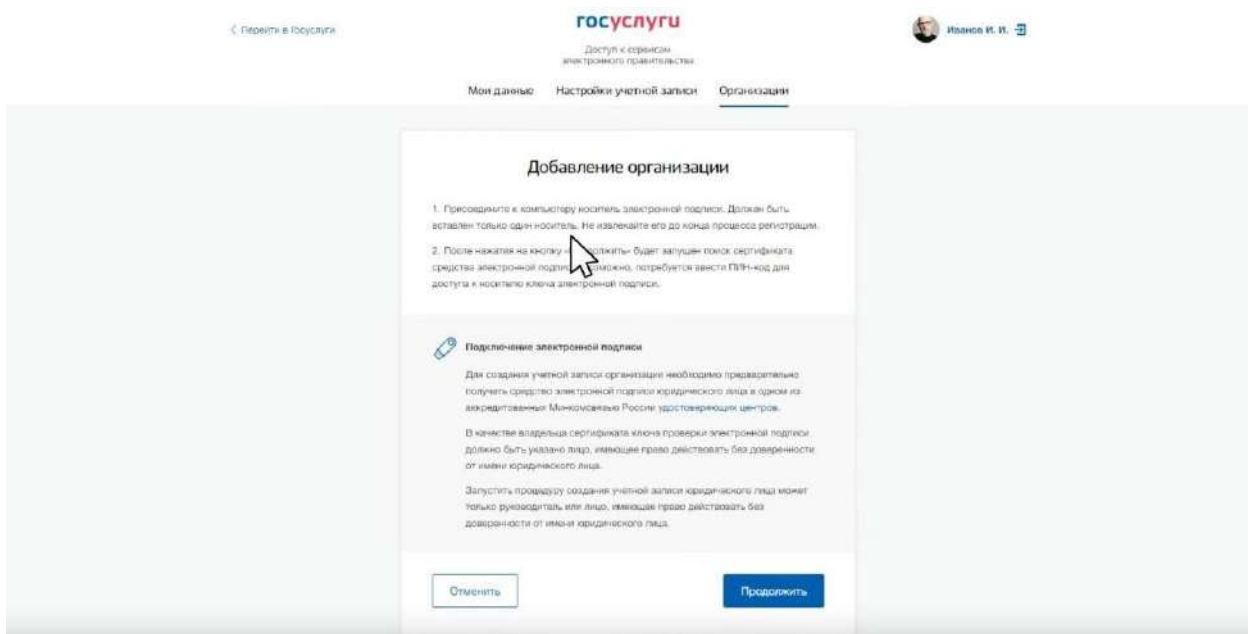 Перейти в Госуслуги
госуслуги
Иванов И. И.
Доступ к сервисам
электронного правительства
Мои данные Настройки учетной записи Организации
Добавление организации
1. Присоедините к компьютеру носитель электронной подписи. Должен быть
вставлен только один носитель. Не извлекайте его до конца процесса регистрации.
2. После нажатия на кнопку «Продолжить» будет запущен поиск сертификата
средства электронной подписи. Возможно, потребуется ввести ПИН-код для
доступа к носителю ключа электронной подписи.
Подключение электронной подписи
Для создания учетной записи организации необходимо предварительно
получить средство электронной подписи юридического лица в одном из
аккредитованных Минкомсвязью России удостоверяющих центров.
В качестве владельца сертификата ключа проверки электронной подписи
должно быть указано лицо, имеющее право действовать без доверенности
от имени юридического лица.
Запустить процедуру создания учетной записи юридического лица может
только руководитель или лицо, имеющее право действовать без
доверенности от имени юридического лица.
Отменить Продолжить